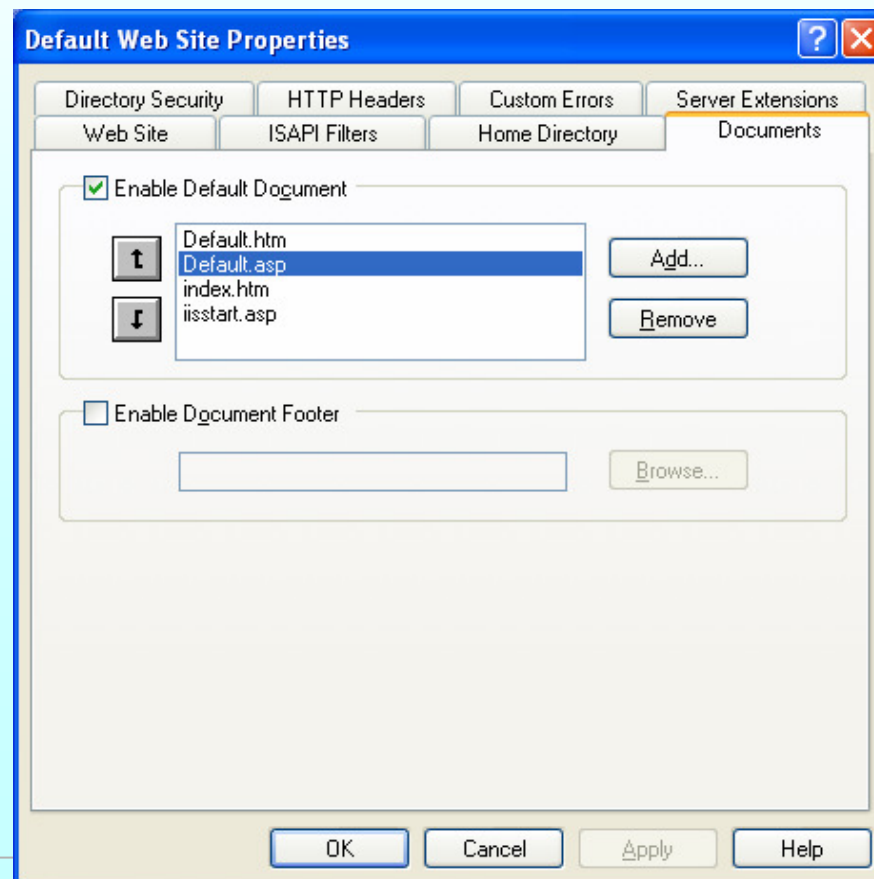 Default Web Site Properties
Directory Security HTTP Headers Custom Errors Server Extensions
Web Site ISAPI Filters Home Directory Documents
Enable Default Document
Default.htm
Default.asp
index.htm
iisstart.asp
Add...
Remove
Enable Document Footer
Browse...
OK Cancel Apply Help